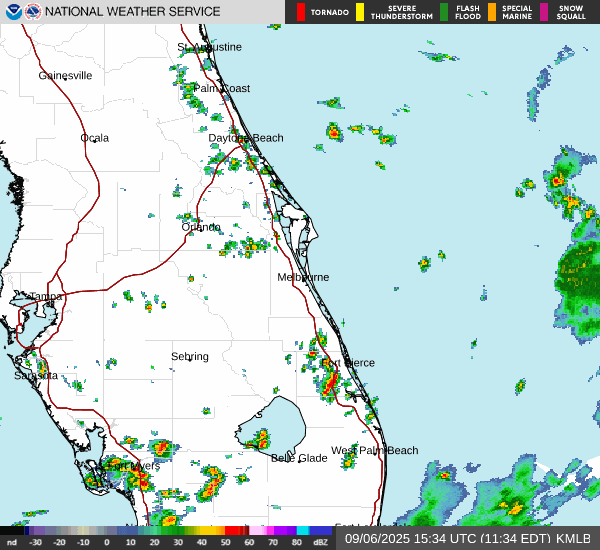 NATIONAL WEATHER SERVICE
TORNADO
SEVERE THUNDERSTORM
FLASH FLOOD
SPECIAL MARINE
SNOW SQUALL
St. Augustine
Gainesville
Palm Coast
Ocala
Daytona Beach
Orlando
Melbourne
Tampa
Sebring
Fort Pierce
Sarasota
West Palm Beach
Belle Glade
Fort Myers
nd -30 -20 -10 0 10 20 30 40 50 60 70 80 dBZ
09/06/2025 15:34 UTC (11:34 EDT) KMLB